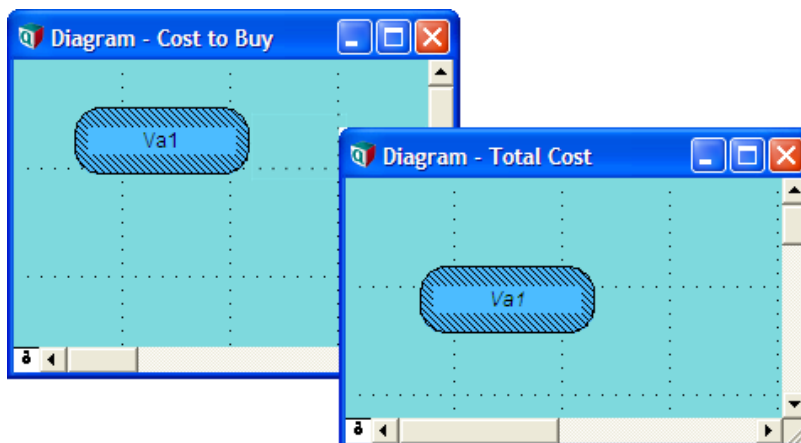 Diagram - Cost to Buy
Va1
Diagram - Total Cost
Va1